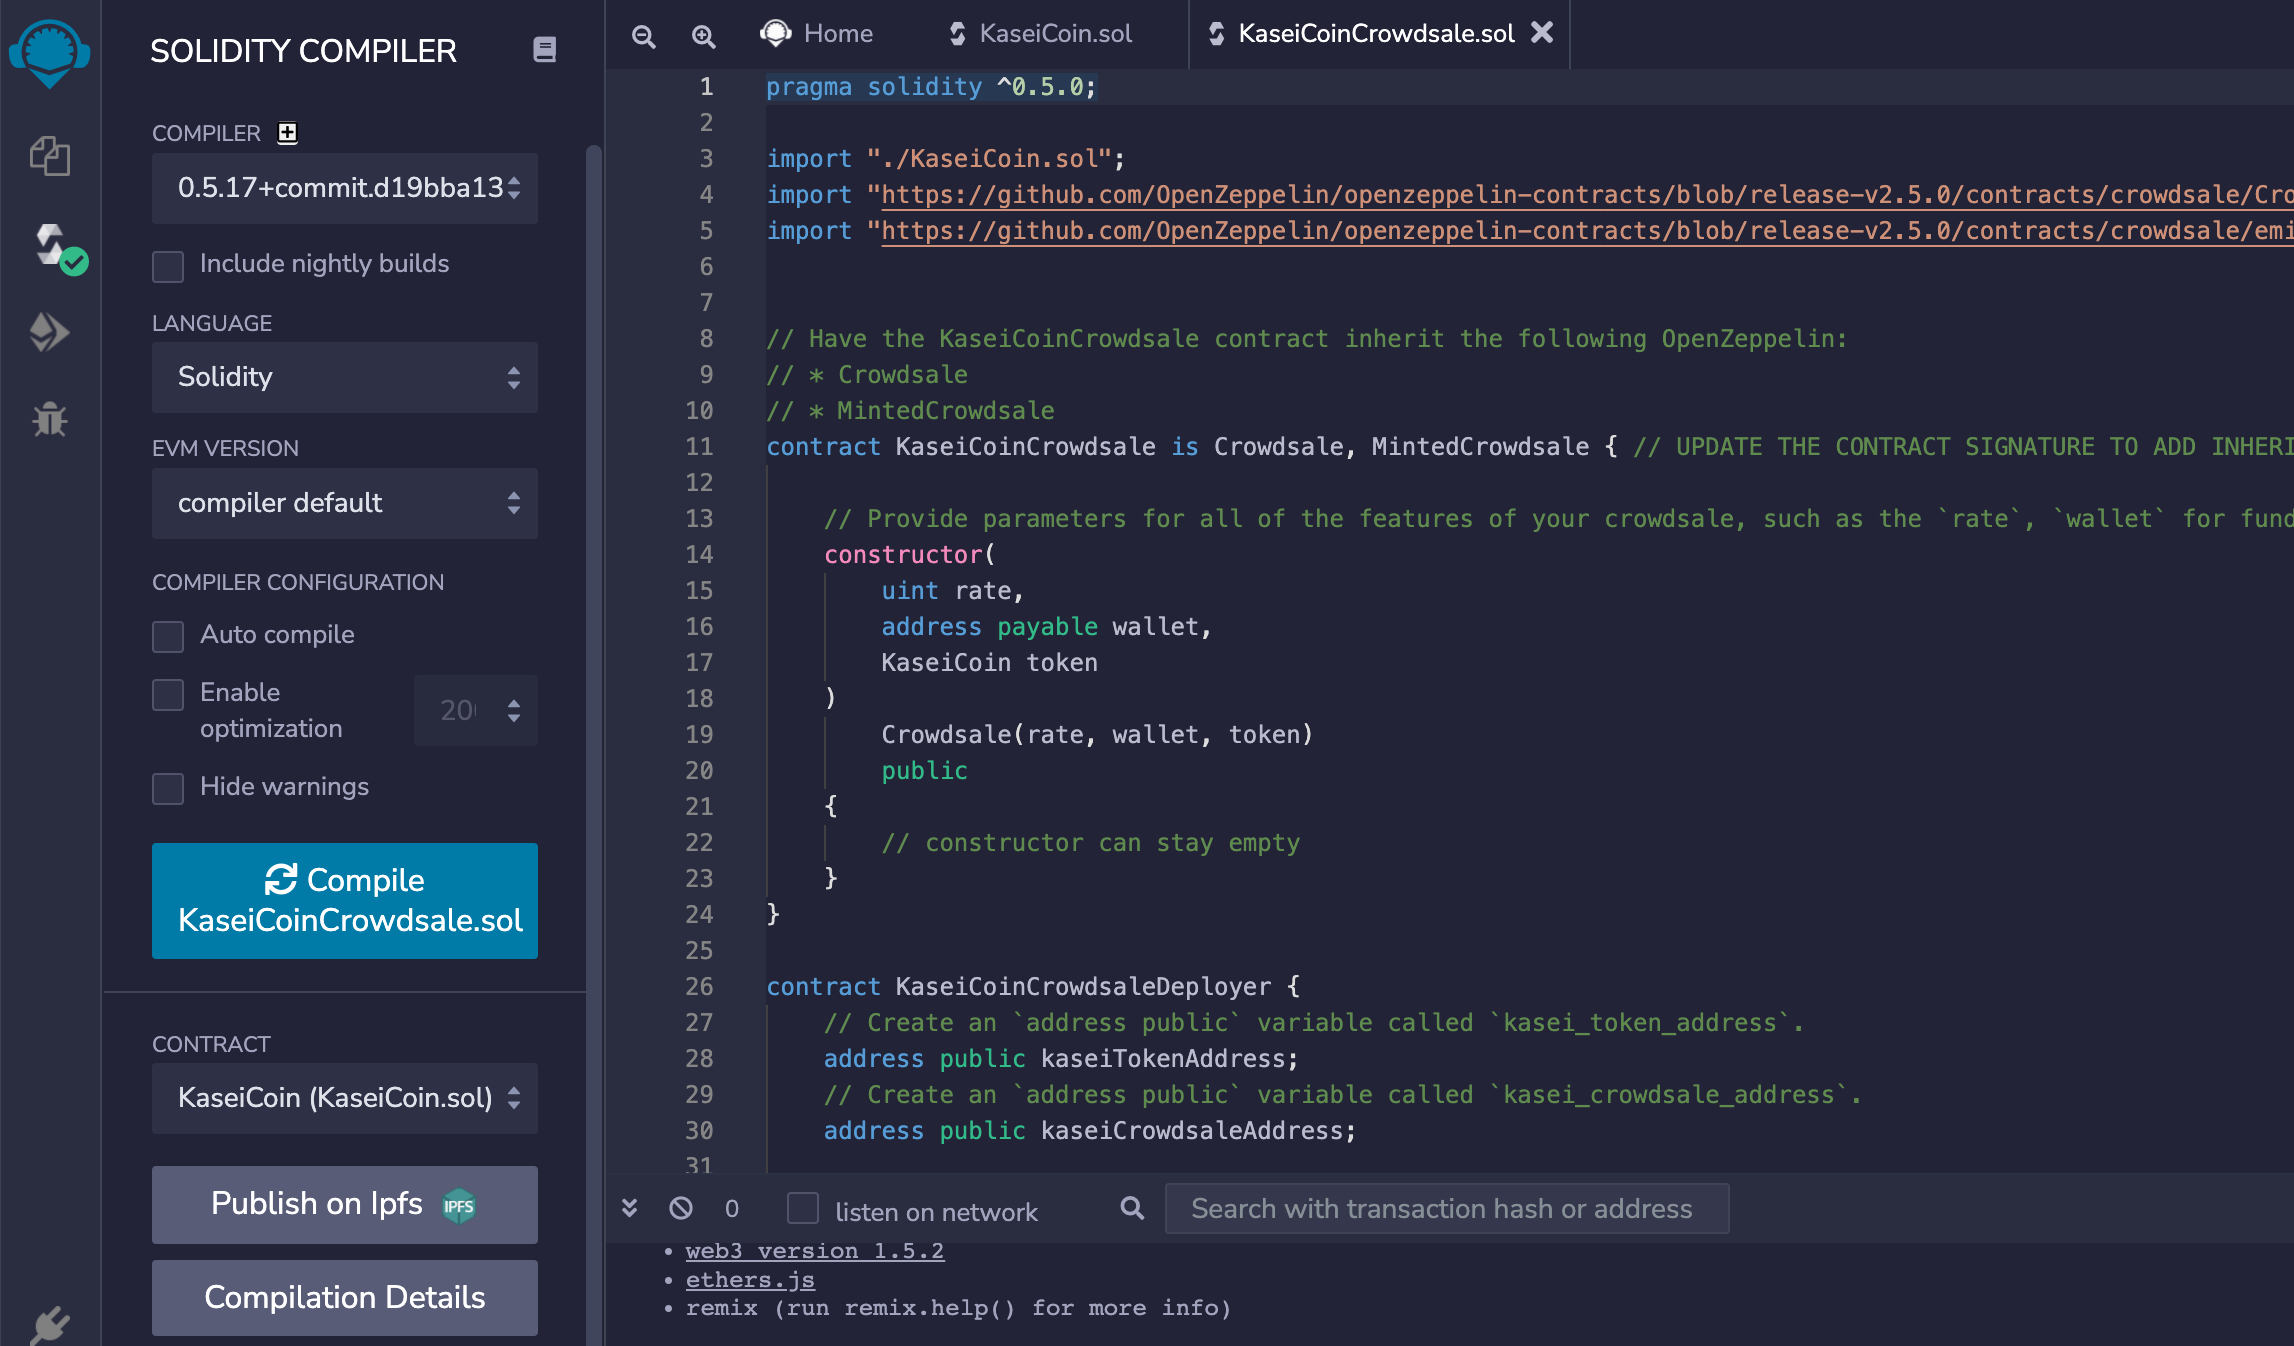 SOLIDITY COMPILER
COMPILER
0.5.17+commit.d19bba13
Include nightly builds
LANGUAGE
Solidity
EVM VERSION
compiler default
COMPILER CONFIGURATION
Auto compile
Enable
optimization
Hide warnings
Compile
KaseiCoinCrowdsale.sol
CONTRACT
KaseiCoin (KaseiCoin.sol)
Publish on Ipfs IPFS
Compilation Details
Home KaseiCoin.sol KaseiCoinCrowdsale.sol
1 pragma solidity ^0.5.0;
2
3 import "./KaseiCoin.sol";
4 import "https://github.com/OpenZeppelin/openzeppelin-contracts/blob/release-v2.5.0/contracts/crowdsale/Cro
5 import "https://github.com/OpenZeppelin/openzeppelin-contracts/blob/release-v2.5.0/contracts/crowdsale/emi
6
7
8 // Have the KaseiCoinCrowdsale contract inherit the following OpenZeppelin:
9 // * Crowdsale
10 // * MintedCrowdsale
11 contract KaseiCoinCrowdsale is Crowdsale, MintedCrowdsale { // UPDATE THE CONTRACT SIGNATURE TO ADD INHERI
12
13 // Provide parameters for all of the features of your crowdsale, such as the `rate`, `wallet` for fund
14 constructor(
15 uint rate,
16 address payable wallet,
17 KaseiCoin token
18 )
19 Crowdsale(rate, wallet, token)
20 public
21 {
22 // constructor can stay empty
23 }
24 }
25
26 contract KaseiCoinCrowdsaleDeployer {
27 // Create an `address public` variable called `kasei_token_address`.
28 address public kaseiTokenAddress;
29 // Create an `address public` variable called `kasei_crowdsale_address`.
30 address public kaseiCrowdsaleAddress;
31
0 listen on network Search with transaction hash or address
• web3 version 1.5.2
• ethers.js
• remix (run remix.help() for more info)